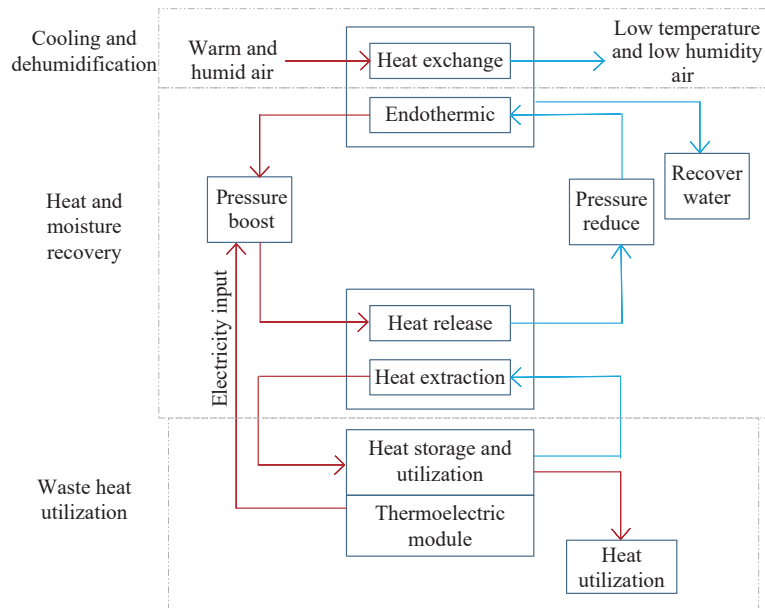 Cooling and
dehumidification
Warm and
humid air
Heat exchange
Low temperature
and low humidity
air
Endothermic
Recover
water
Heat and
moisture
recovery
Pressure
boost
Pressure
reduce
Electricity input
Heat release
Heat extraction
Waste heat
utilization
Heat storage and
utilization
Thermoelectric
module
Heat
utilization